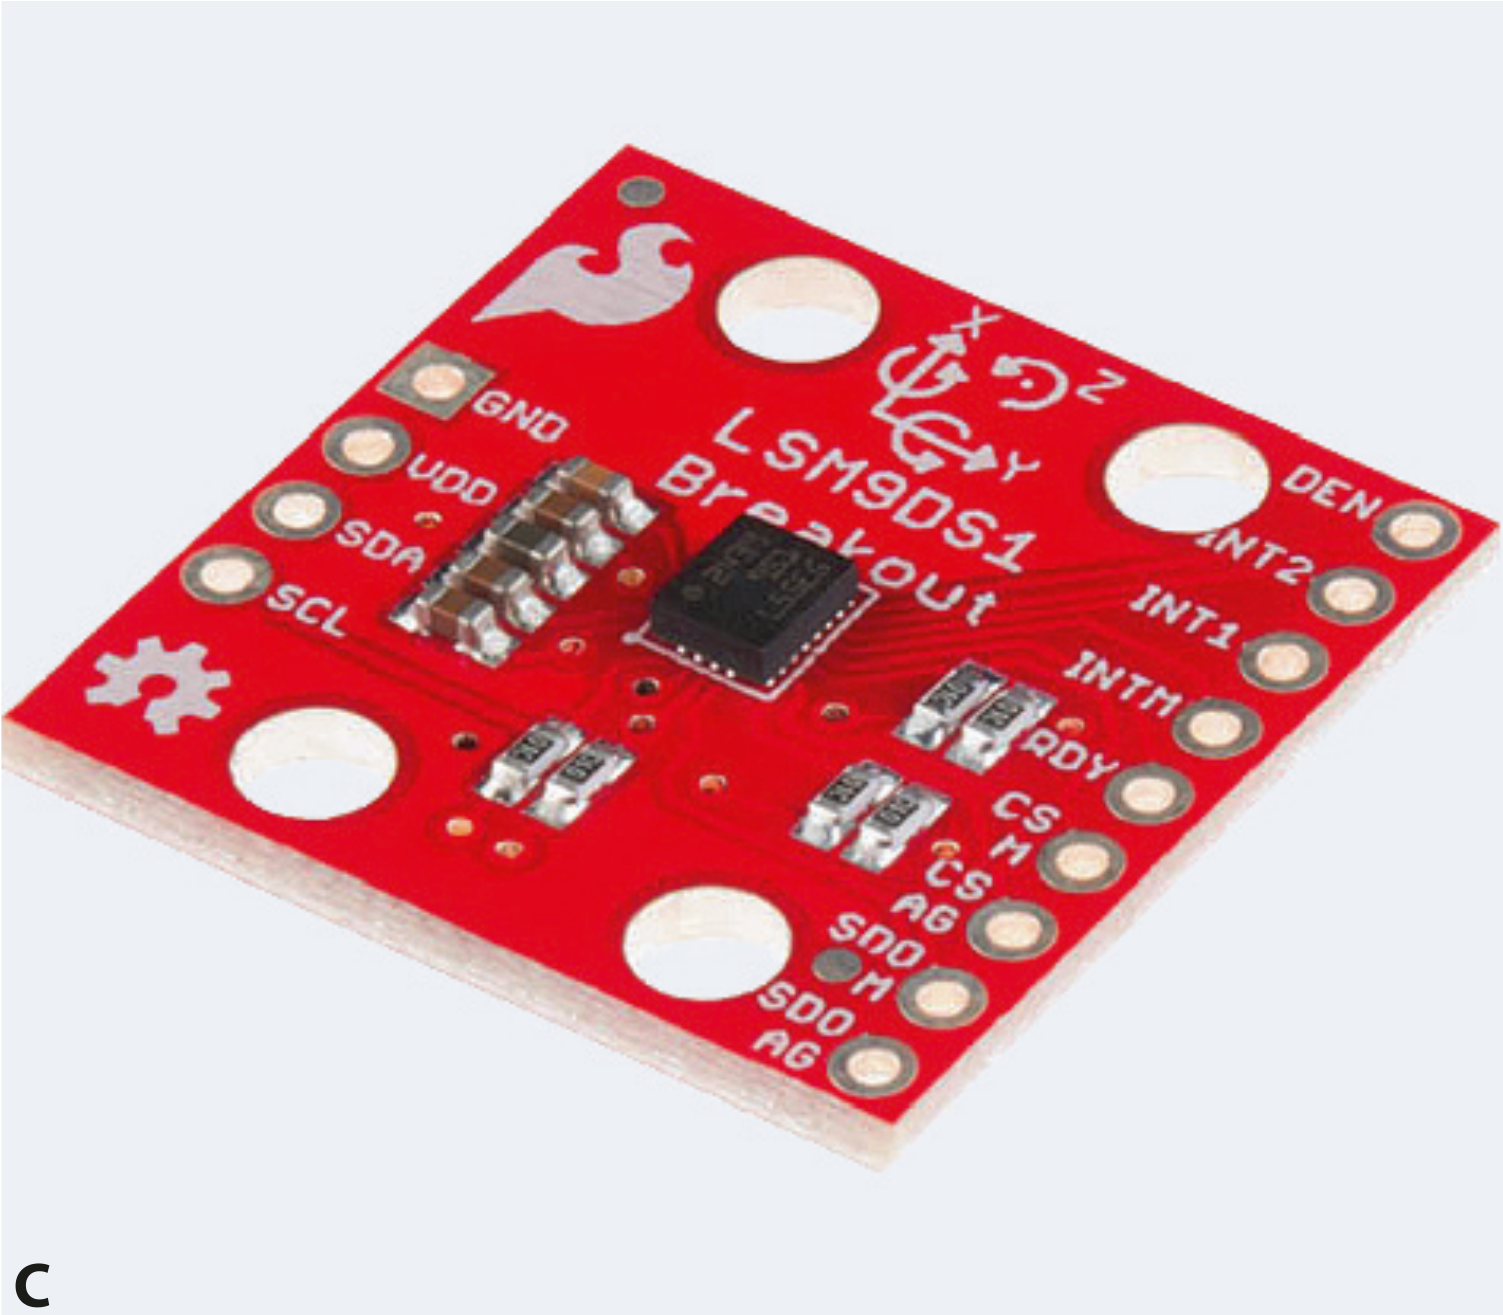 X
Z
Y
LSM9DS1
Breakout
GND
VDD
SDA
SCL
DEN
INT2
INT1
INTM
RDY
CS
M
CS
AG
SDO
M
SDO
AG
C